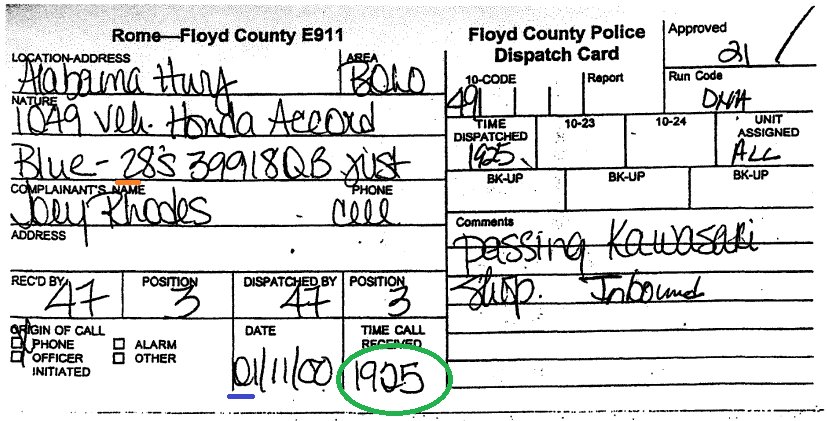 Rome—Floyd County E911
LOCATION-ADDRESS
Alabama Hwy
AREA
BOLO
NATURE
1049 Veh. Honda Accord
Blue - 28's 39918QB just
COMPLAINANT'S NAME
Joey Rhodes
PHONE
cell
ADDRESS
REC'D BY
47
POSITION
3
DISPATCHED BY
47
POSITION
3
ORIGIN OF CALL
PHONE
ALARM
OFFICER INITIATED
OTHER
DATE
01/11/00
TIME CALL RECEIVED
1925
Floyd County Police
Dispatch Card
Approved
21 /
10-CODE
49
Report
Run Code
DNA
TIME DISPATCHED
1925
10-23
10-24
UNIT ASSIGNED
ALL
BK-UP
BK-UP
BK-UP
Comments
passing Kawasaki
Shop. Inbound